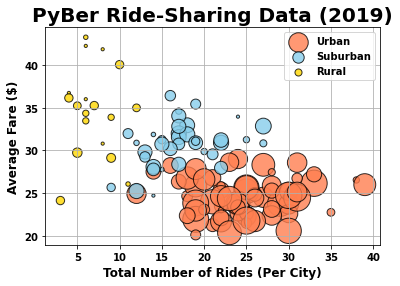 PyBer Ride-Sharing Data (2019)
Urban
Suburban
Rural
Average Fare ($)
40
35
30
25
20
5 10 15 20 25 30 35 40
Total Number of Rides (Per City)